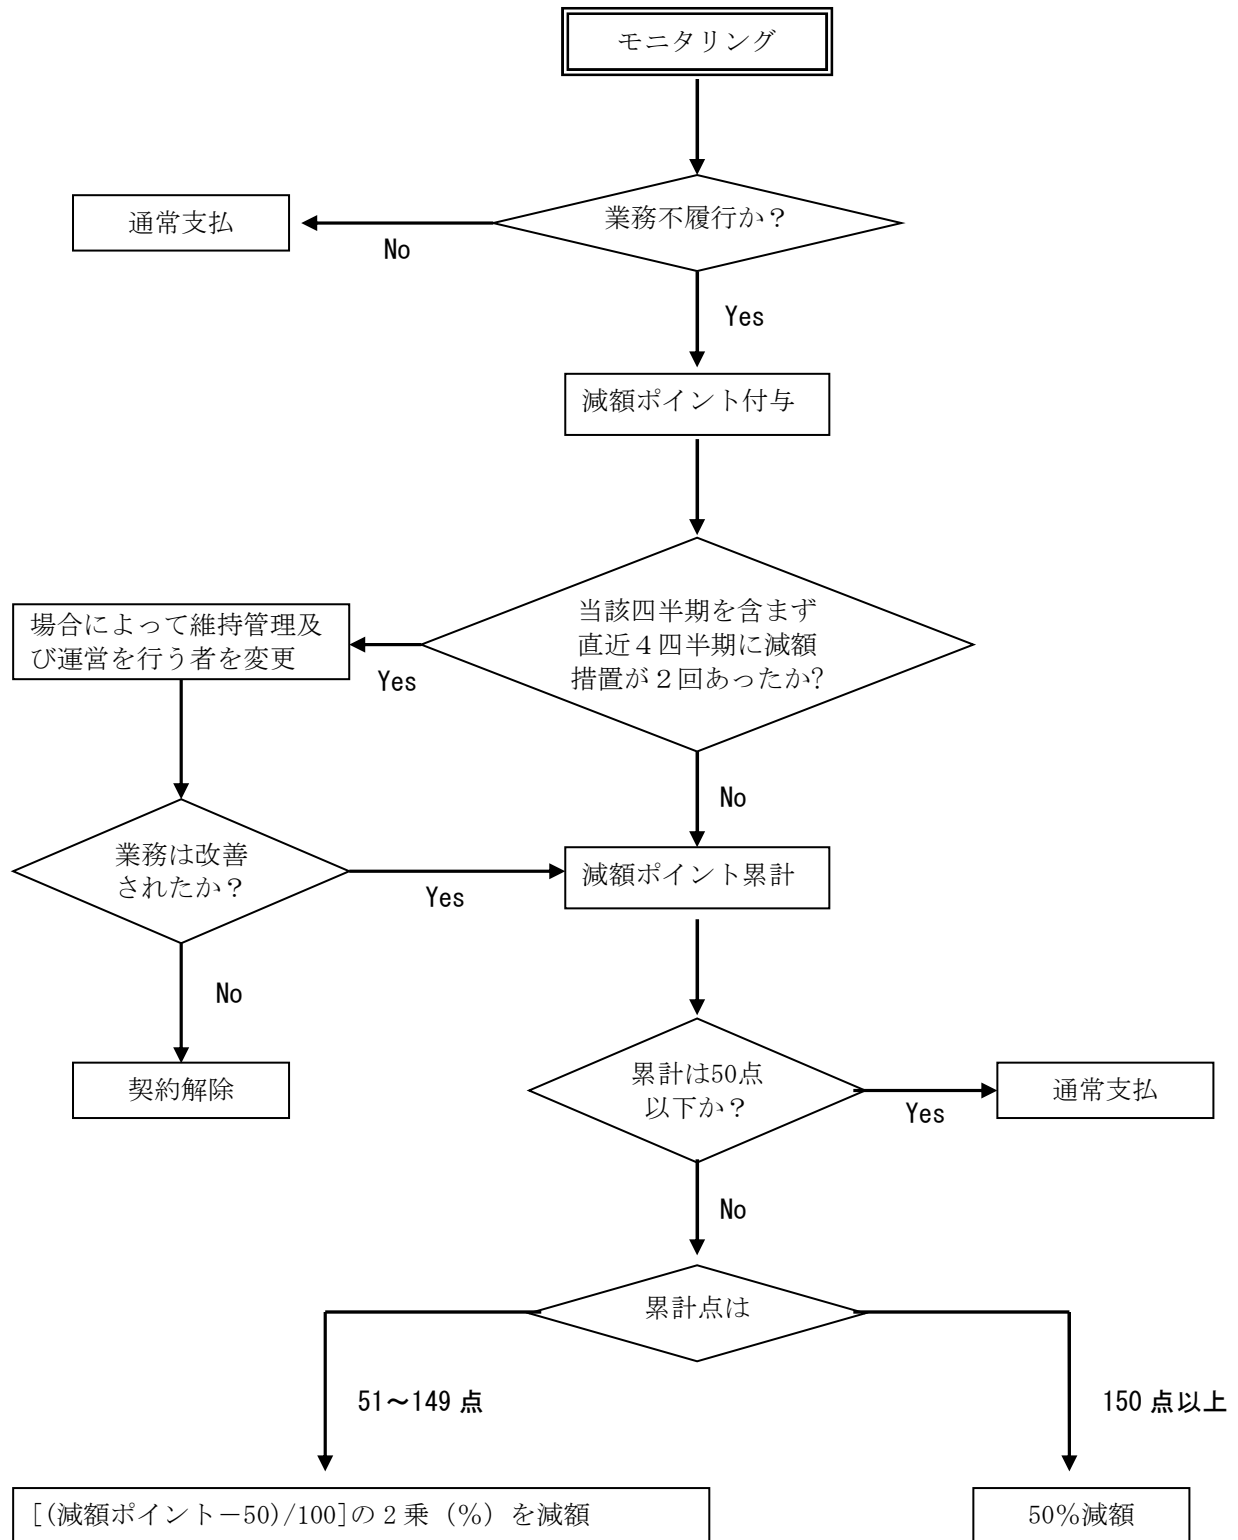 モニタリング
業務不履行か？
通常支払
No
Yes
減額ポイント付与
当該四半期を含まず
直近４四半期に減額
措置が２回あったか?
場合によって維持管理及
び運営を行う者を変更
Yes
No
業務は改善
されたか？
Yes
減額ポイント累計
No
契約解除
累計は50点
以下か？
Yes
通常支払
No
累計点は
51～149 点
150 点以上
[(減額ポイント－50)/100]の 2 乗（%）を減額
50%減額